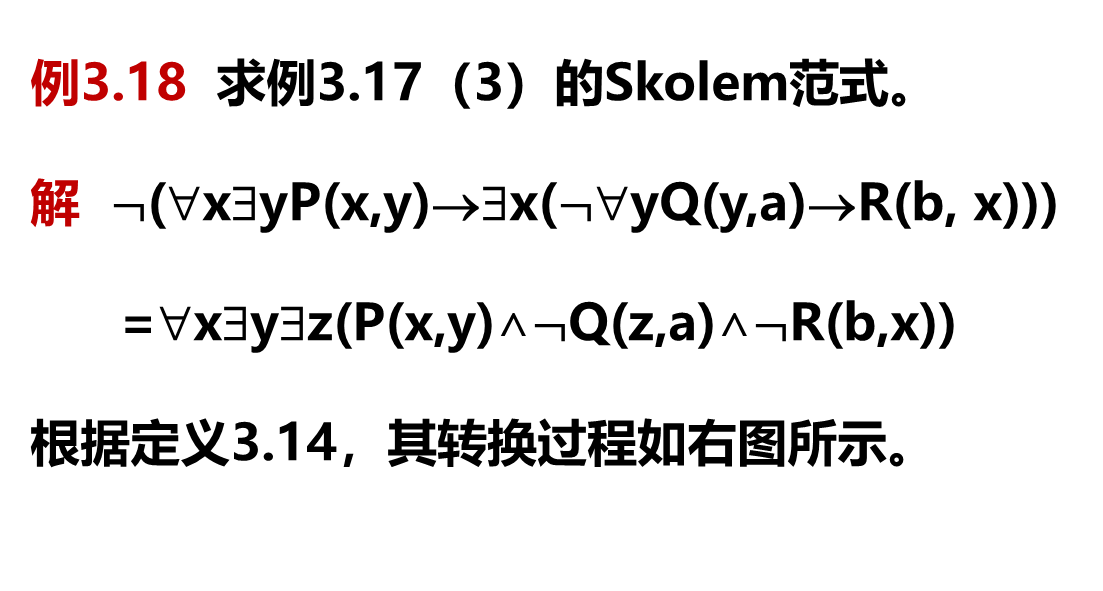 例3.18 求例3.17（3）的Skolem范式。
解 ¬(∀x∃yP(x,y)→∃x(¬∀yQ(y,a)→R(b, x)))
=∀x∃y∃z(P(x,y)∧¬Q(z,a)∧¬R(b,x))
根据定义3.14，其转换过程如右图所示。